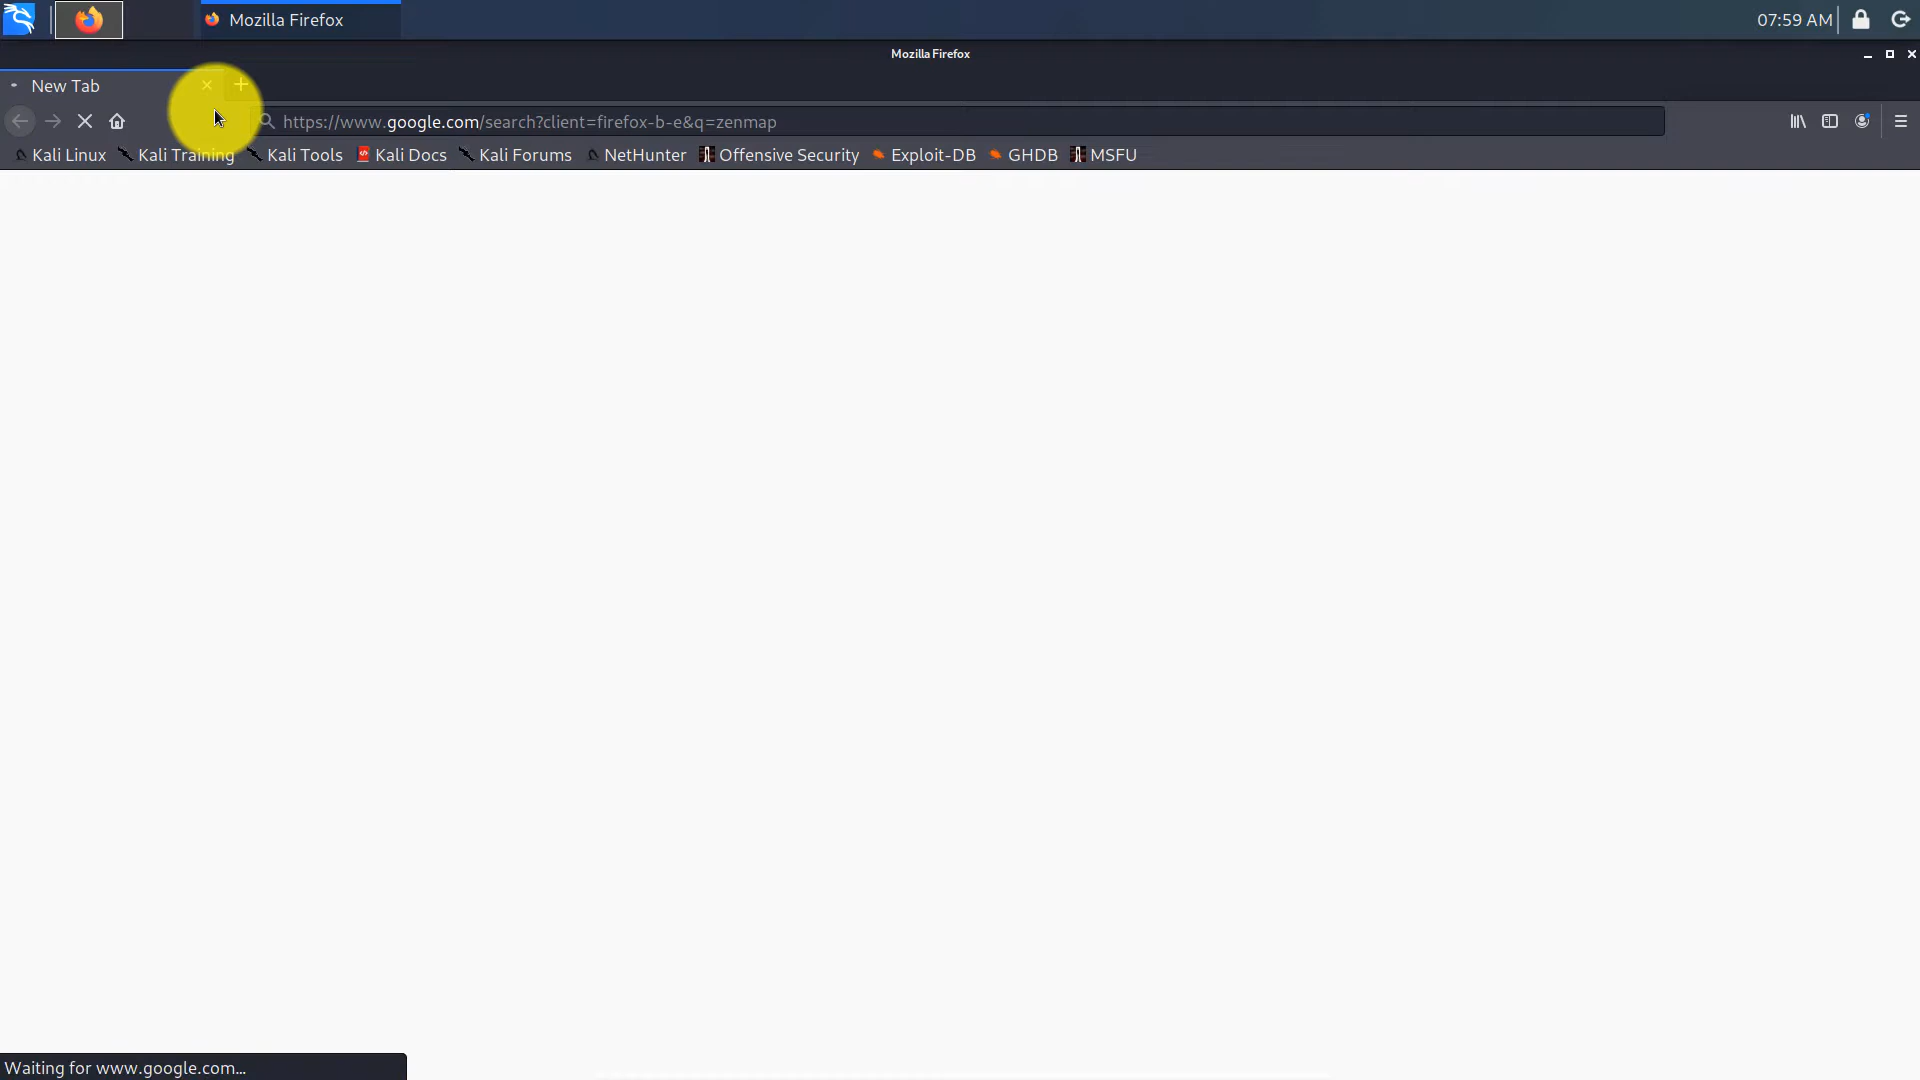 Mozilla Firefox
07:59 AM
Mozilla Firefox
New Tab
https://www.google.com/search?client=firefox-b-e&q=zenmap
Kali Linux Kali Training Kali Tools Kali Docs Kali Forums NetHunter Offensive Security Exploit-DB GHDB MSFU
Waiting for www.google.com...